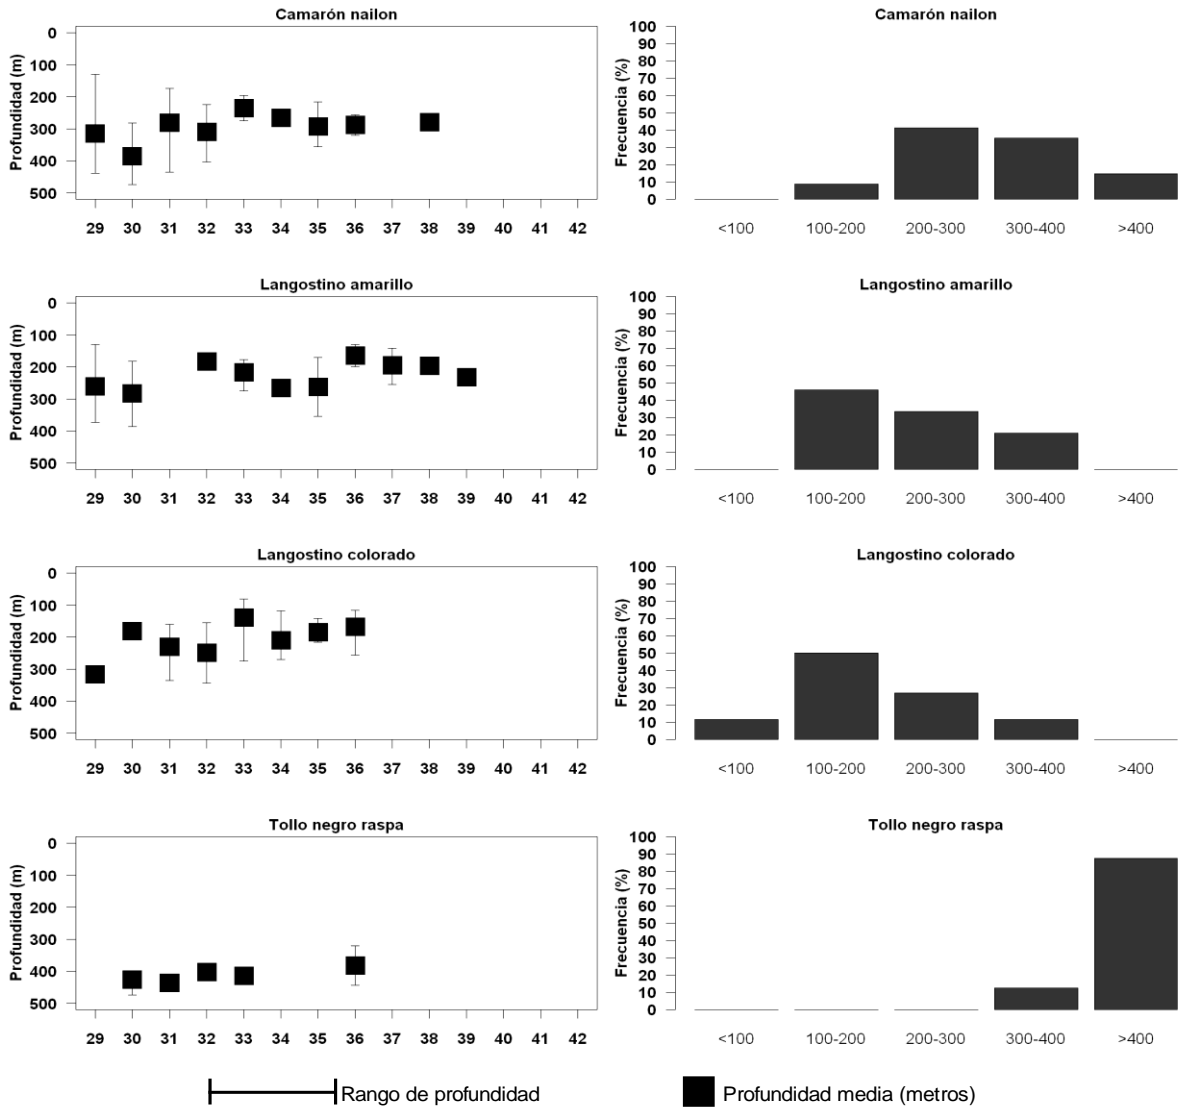 Camarón nailon
Profundidad (m)
0
100
200
300
400
500
29 30 31 32 33 34 35 36 37 38 39 40 41 42
Camarón nailon
Frecuencia (%)
100
90
80
70
60
50
40
30
20
10
0
<100 100-200 200-300 300-400 >400
Langostino amarillo
Profundidad (m)
0
100
200
300
400
500
29 30 31 32 33 34 35 36 37 38 39 40 41 42
Langostino amarillo
Frecuencia (%)
100
90
80
70
60
50
40
30
20
10
0
<100 100-200 200-300 300-400 >400
Langostino colorado
Profundidad (m)
0
100
200
300
400
500
29 30 31 32 33 34 35 36 37 38 39 40 41 42
Langostino colorado
Frecuencia (%)
100
90
80
70
60
50
40
30
20
10
0
<100 100-200 200-300 300-400 >400
Tollo negro raspa
Profundidad (m)
0
100
200
300
400
500
29 30 31 32 33 34 35 36 37 38 39 40 41 42
Tollo negro raspa
Frecuencia (%)
100
90
80
70
60
50
40
30
20
10
0
<100 100-200 200-300 300-400 >400
Rango de profundidad
Profundidad media (metros)